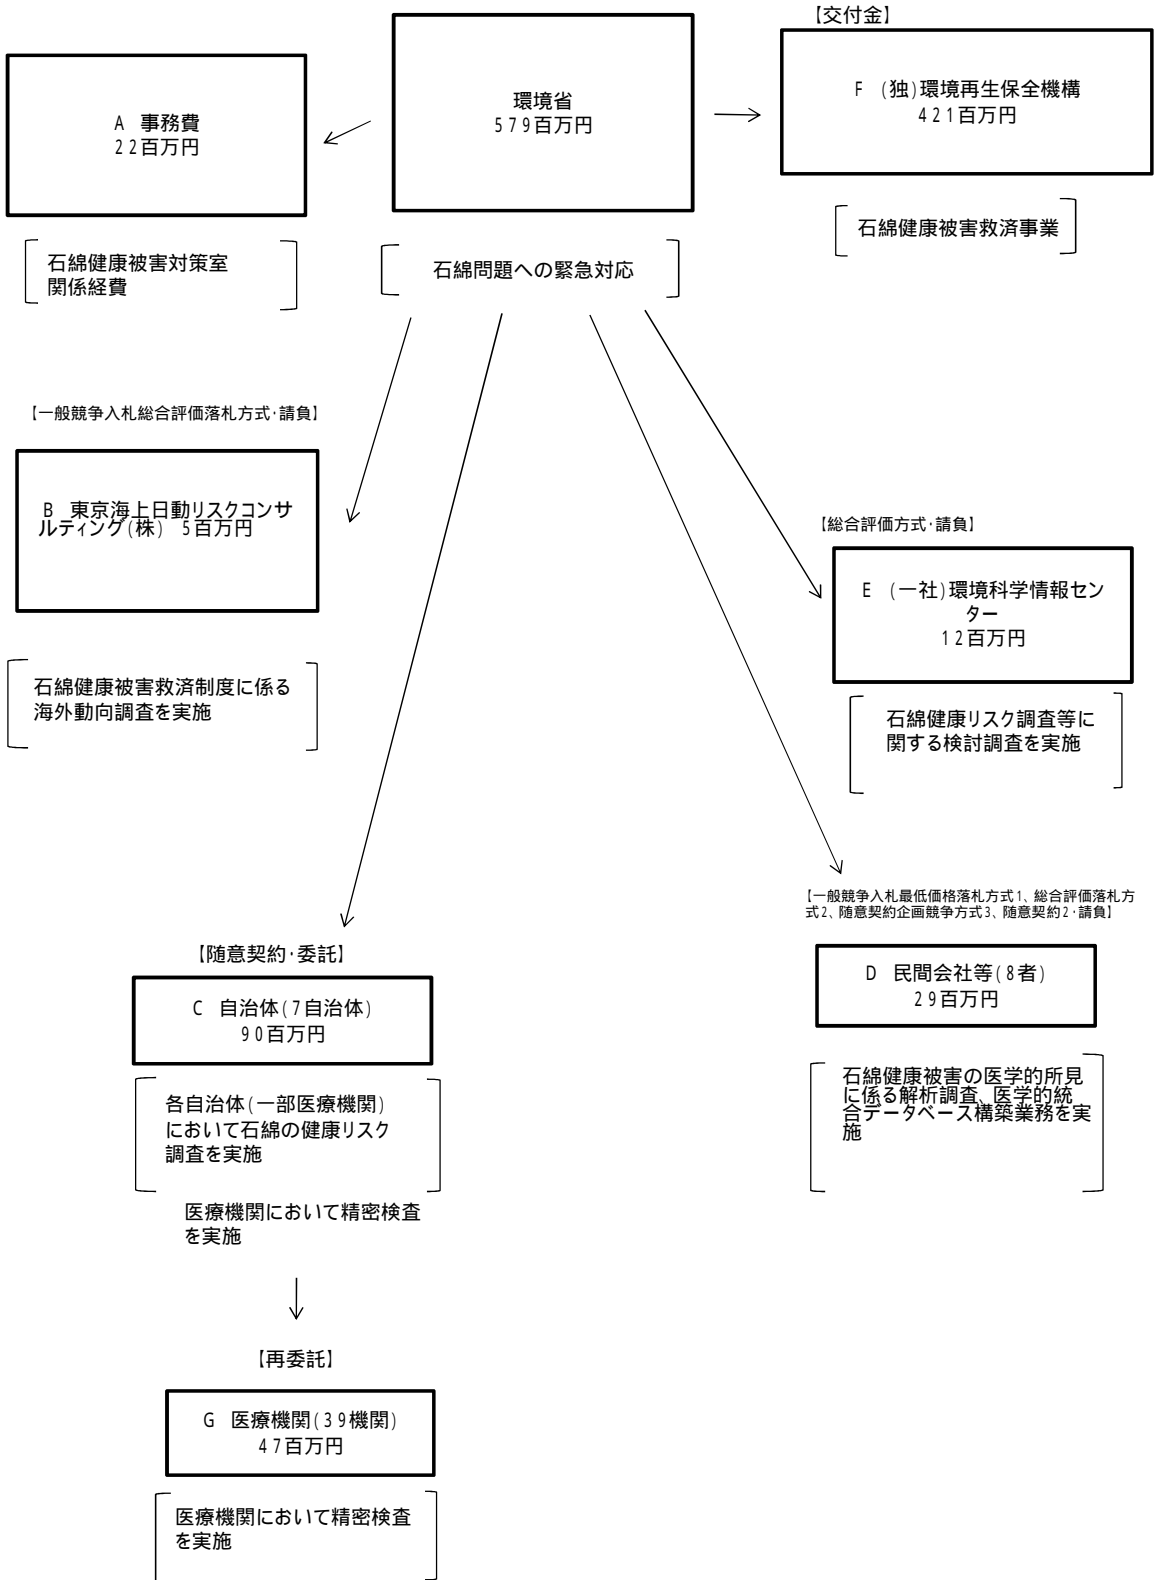 【交付金】
環境省
579百万円
F (独)環境再生保全機構
421百万円
A 事務費
22百万円
石綿健康被害救済事業
石綿健康被害対策室
関係経費
石綿問題への緊急対応
【一般競争入札総合評価落札方式・請負】
B 東京海上日動リスクコンサ
ルティング(株) 5百万円
石綿健康被害救済制度に係る
海外動向調査を実施
【総合評価方式・請負】
E (一社)環境科学情報セン
ター
12百万円
石綿健康リスク調査等に
関する検討調査を実施
【一般競争入札最低価格落札方式1、総合評価落札方
式2、随意契約企画競争方式3、随意契約2・請負】
D 民間会社等(8者)
29百万円
石綿健康被害の医学的所見
に係る解析調査、医学的統
合データベース構築業務を実
施
【随意契約・委託】
C 自治体(7自治体)
90百万円
各自治体(一部医療機関)
において石綿の健康リスク
調査を実施
医療機関において精密検査
を実施
【再委託】
G 医療機関(39機関)
47百万円
医療機関において精密検査
を実施